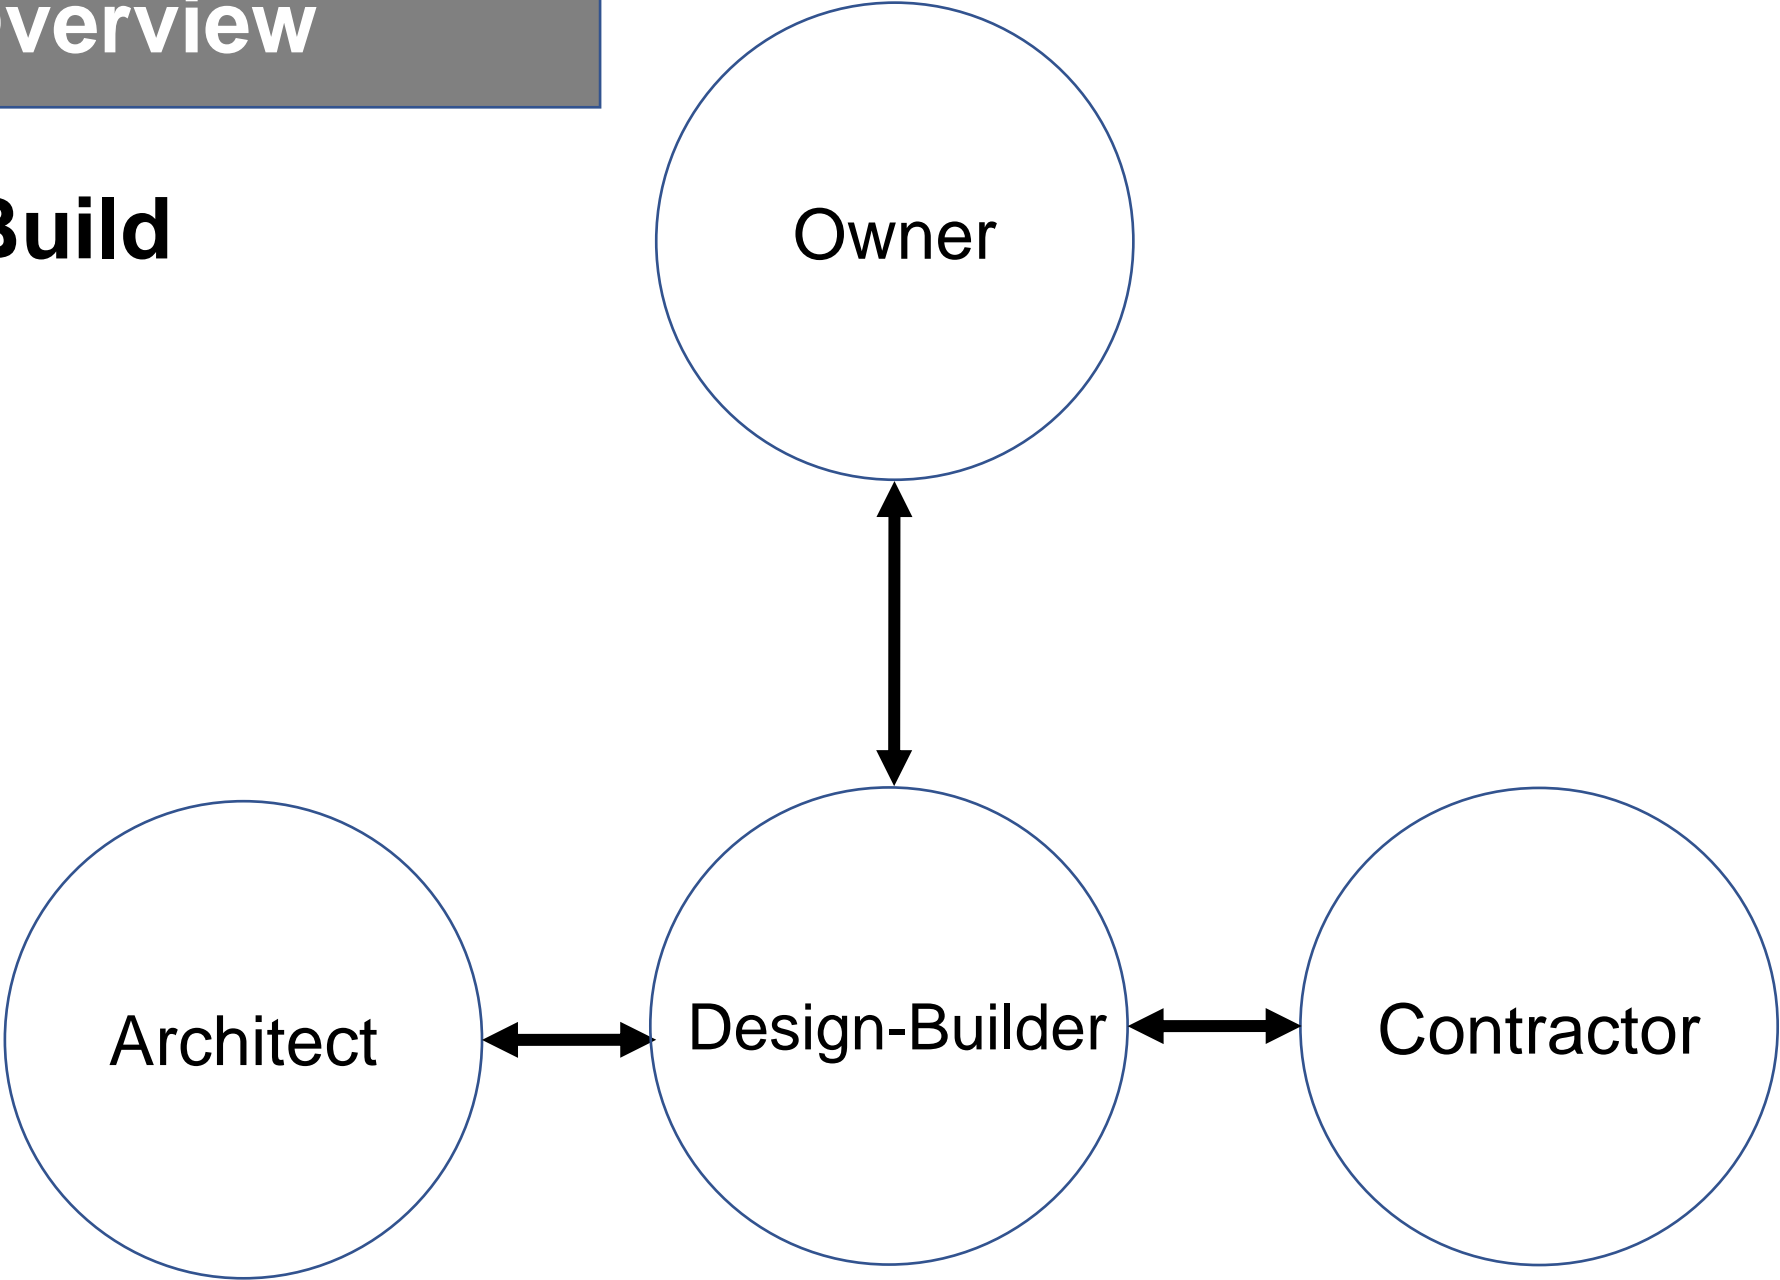 verview
Build
Owner
Architect
Design-Builder
Contractor